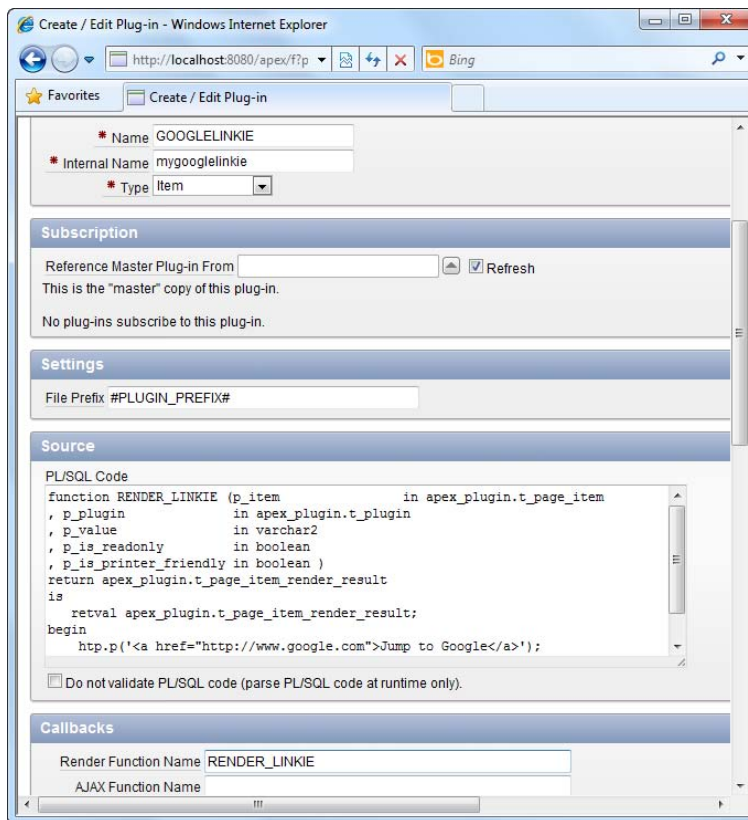 Create / Edit Plug-in - Windows Internet Explorer
http://localhost:8080/apex/f?p
Bing
Favorites Create / Edit Plug-in
* Name GOOGLELINKIE
* Internal Name mygooglelinkie
* Type Item
Subscription
Reference Master Plug-in From Refresh
This is the "master" copy of this plug-in.
No plug-ins subscribe to this plug-in.
Settings
File Prefix #PLUGIN_PREFIX#
Source
PL/SQL Code
function RENDER_LINKIE (p_item in apex_plugin.t_page_item
, p_plugin in apex_plugin.t_plugin
, p_value in varchar2
, p_is_readonly in boolean
, p_is_printer_friendly in boolean )
return apex_plugin.t_page_item_render_result
is
retval apex_plugin.t_page_item_render_result;
begin
htp.p('<a href="http://www.google.com">Jump to Google</a>');
Do not validate PL/SQL code (parse PL/SQL code at runtime only).
Callbacks
Render Function Name RENDER_LINKIE
AJAX Function Name